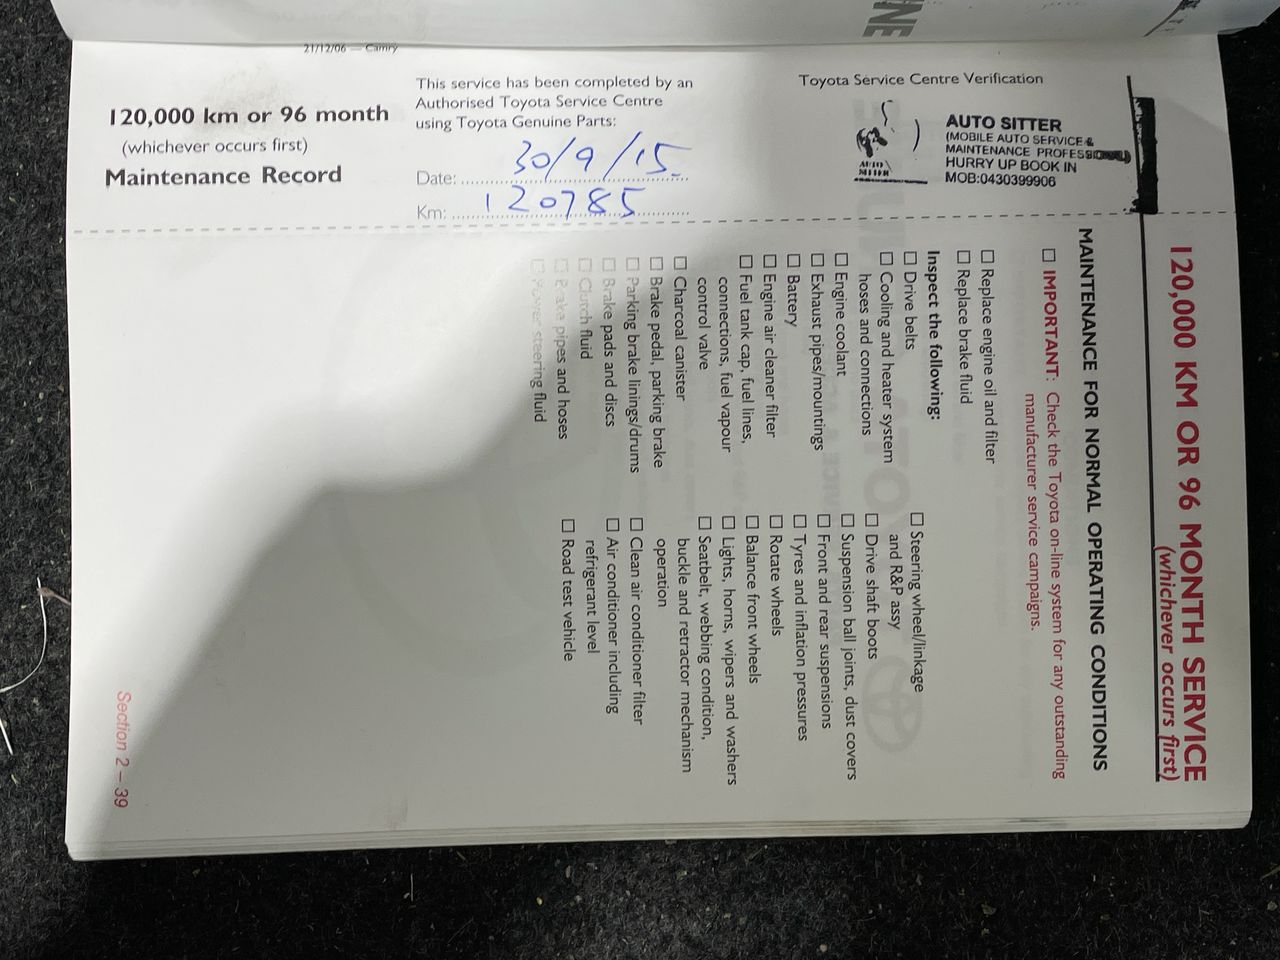 21/12/06 — Camry
120,000 km or 96 month
(whichever occurs first)
Maintenance Record
This service has been completed by an
Authorised Toyota Service Centre
using Toyota Genuine Parts:
Date: 30/9/15
Km: 120785
Toyota Service Centre Verification
AUTO SITTER
(MOBILE AUTO SERVICE &
MAINTENANCE
HURRY UP BOOK IN
MOB:0430399906
120,000 KM OR 96 MONTH SERVICE
(whichever occurs first)
MAINTENANCE FOR NORMAL OPERATING CONDITIONS
☐ IMPORTANT: Check the Toyota on-line system for any outstanding
manufacturer service campaigns.
☐ Replace engine oil and filter
☐ Replace brake fluid
Inspect the following:
☐ Drive belts
☐ Cooling and heater system
hoses and connections
☐ Engine coolant
☐ Exhaust pipes/mountings
☐ Battery
☐ Engine air cleaner filter
☐ Fuel tank cap, fuel lines,
connections, fuel vapour
control valve
☐ Charcoal canister
☐ Brake pedal, parking brake
☐ Parking brake linings/drums
☐ Brake pads and discs
☐ Clutch fluid
☐ Brake pipes and hoses
☐ Power steering fluid
☐ Steering wheel/linkage
and R&P assy
☐ Drive shaft boots
☐ Suspension ball joints, dust covers
☐ Front and rear suspensions
☐ Tyres and inflation pressures
☐ Rotate wheels
☐ Balance front wheels
☐ Lights, horns, wipers and washers
☐ Seatbelt, webbing condition,
buckle and retractor mechanism
operation
☐ Clean air conditioner filter
☐ Air conditioner including
refrigerant level
☐ Road test vehicle
Section 2 – 39